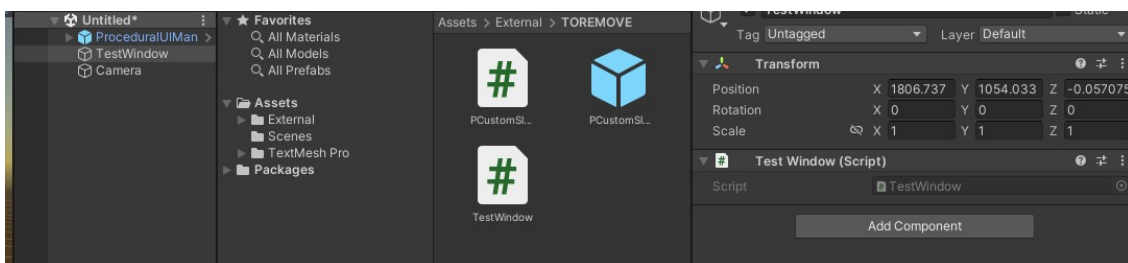 Untitled*
ProceduralUIMan
TestWindow
Camera
Favorites
All Materials
All Models
All Prefabs
Assets
External
Scenes
TextMesh Pro
Packages
Assets > External > TOREMOVE
PCustomSl...
PCustomSl...
TestWindow
TestWindow
Static
Tag Untagged Layer Default
Transform
Position X 1806.737 Y 1054.033 Z -0.057075
Rotation X 0 Y 0 Z 0
Scale X 1 Y 1 Z 1
# Test Window (Script)
Script TestWindow
Add Component